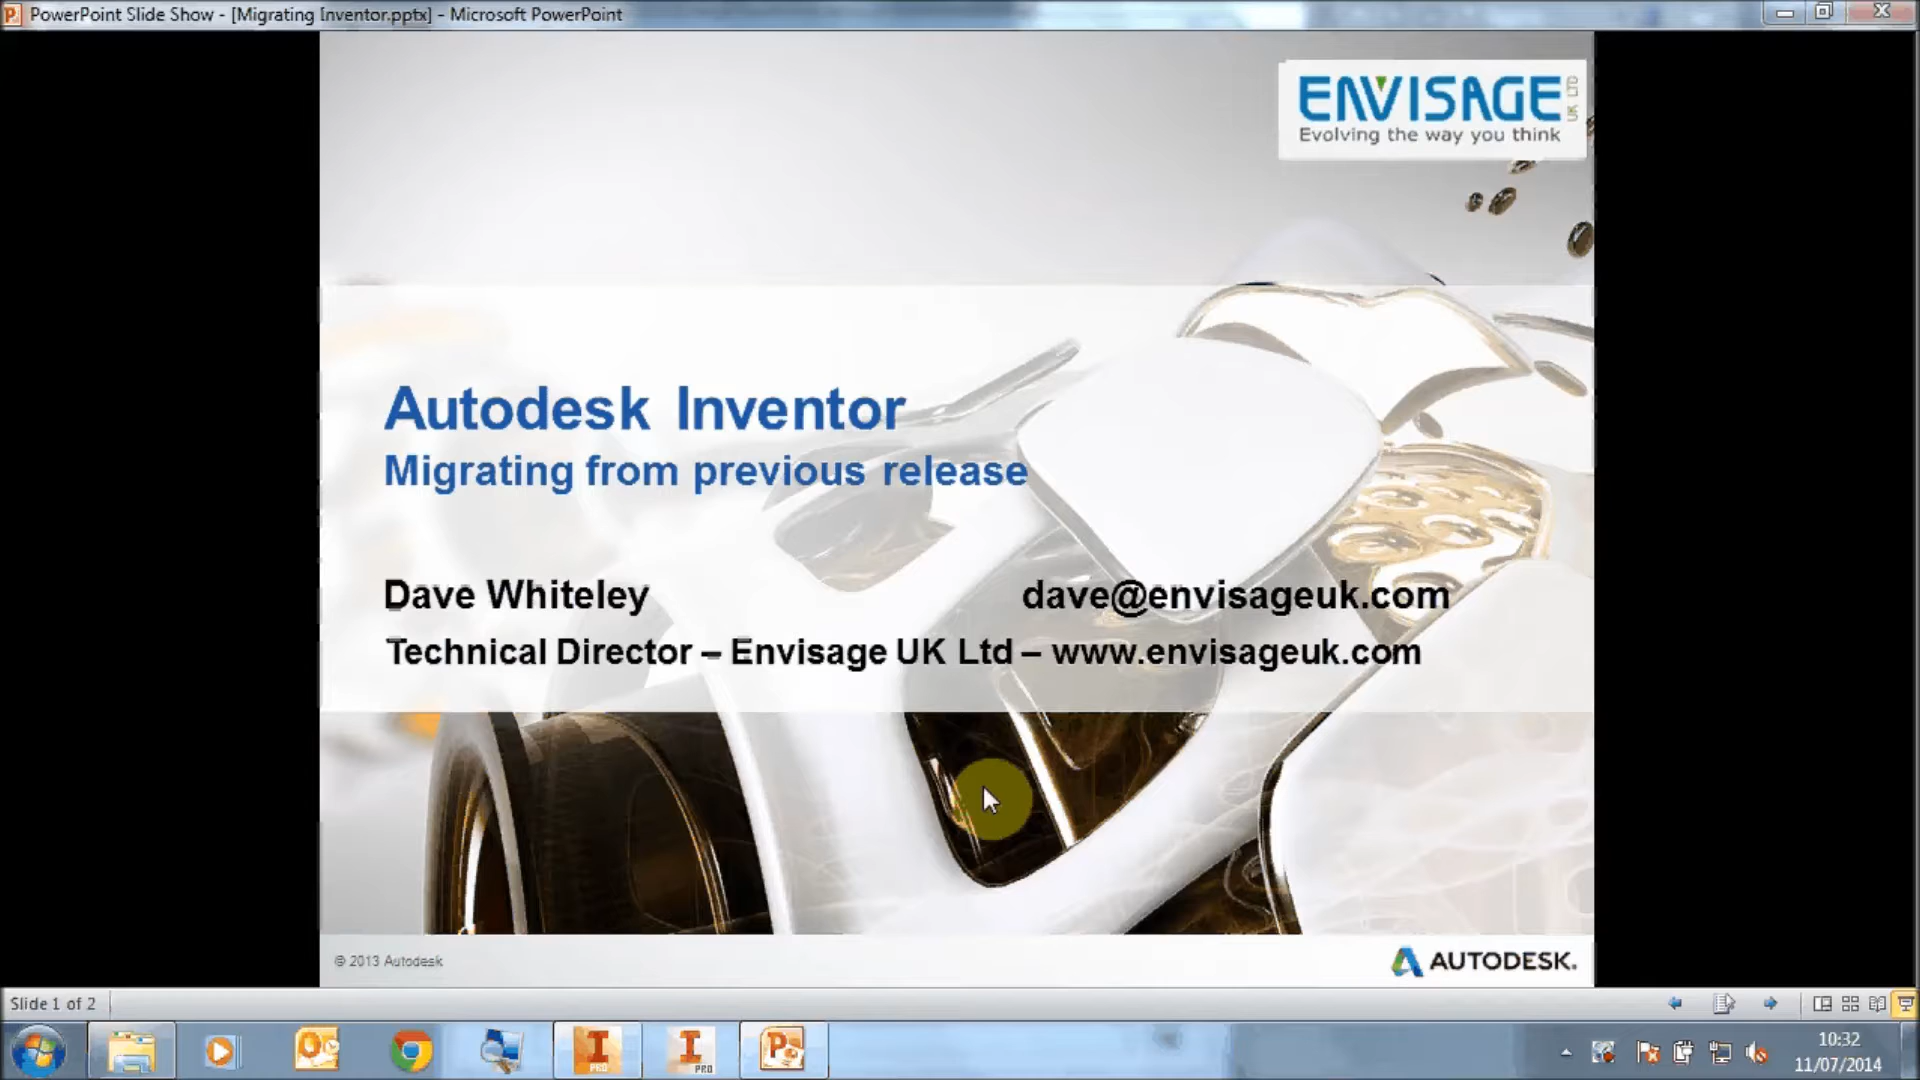 PowerPoint Slide Show - [Migrating Inventor.pptx] - Microsoft PowerPoint
ENVISAGE UK LTD
Evolving the way you think
Autodesk Inventor
Migrating from previous release
Dave Whiteley dave@envisageuk.com
Technical Director – Envisage UK Ltd – www.envisageuk.com
© 2013 Autodesk
AUTODESK.
Slide 1 of 2
PRO
PRO
10:32
11/07/2014